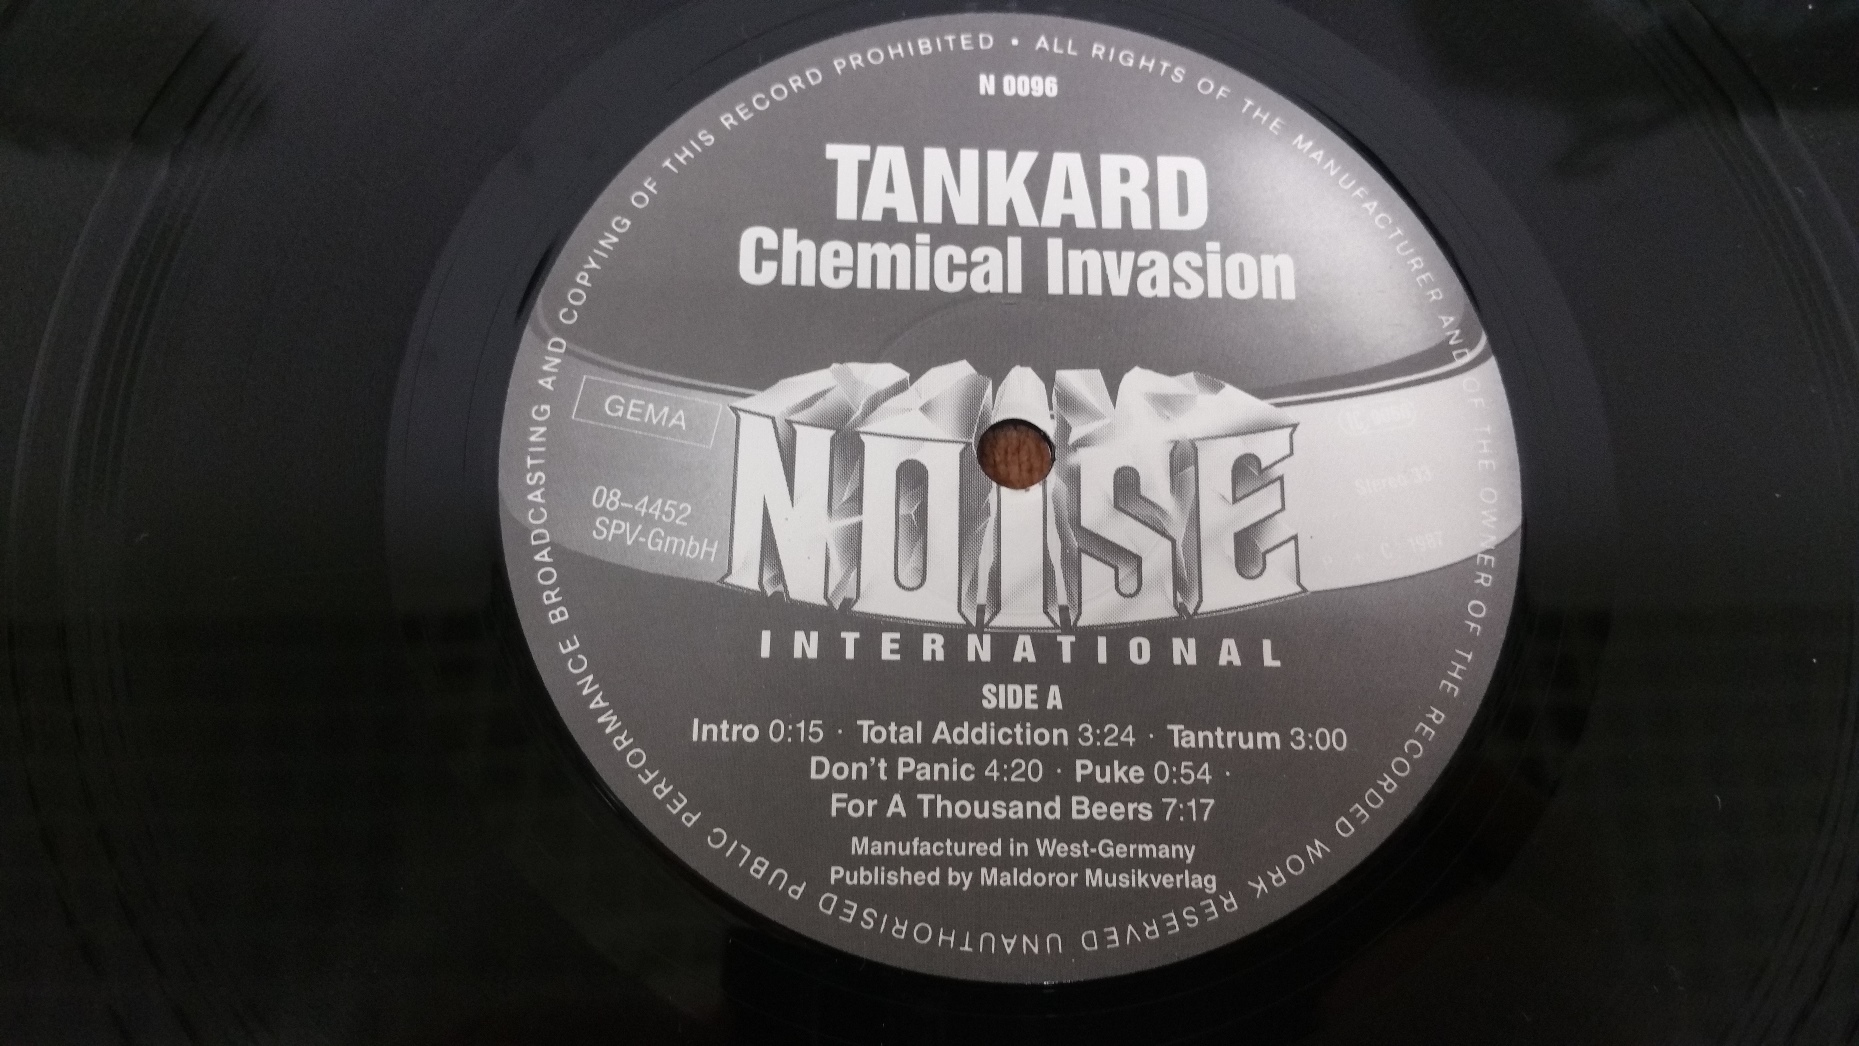 N 0096
TANKARD
Chemical Invasion
GEMA
08-4452
SPV-GmbH
NOISE
INTERNATIONAL
Stereo 33
C 1987
SIDE A
Intro 0:15 · Total Addiction 3:24 · Tantrum 3:00
Don't Panic 4:20 · Puke 0:54 ·
For A Thousand Beers 7:17
Manufactured in West-Germany
Published by Maldoror Musikverlag
ALL RIGHTS OF THE MANUFACTURER AND OF THE OWNER OF THE RECORDED WORK RESERVED UNAUTHORISED PUBLIC PERFORMANCE BROADCASTING AND COPYING OF THIS RECORD PROHIBITED •